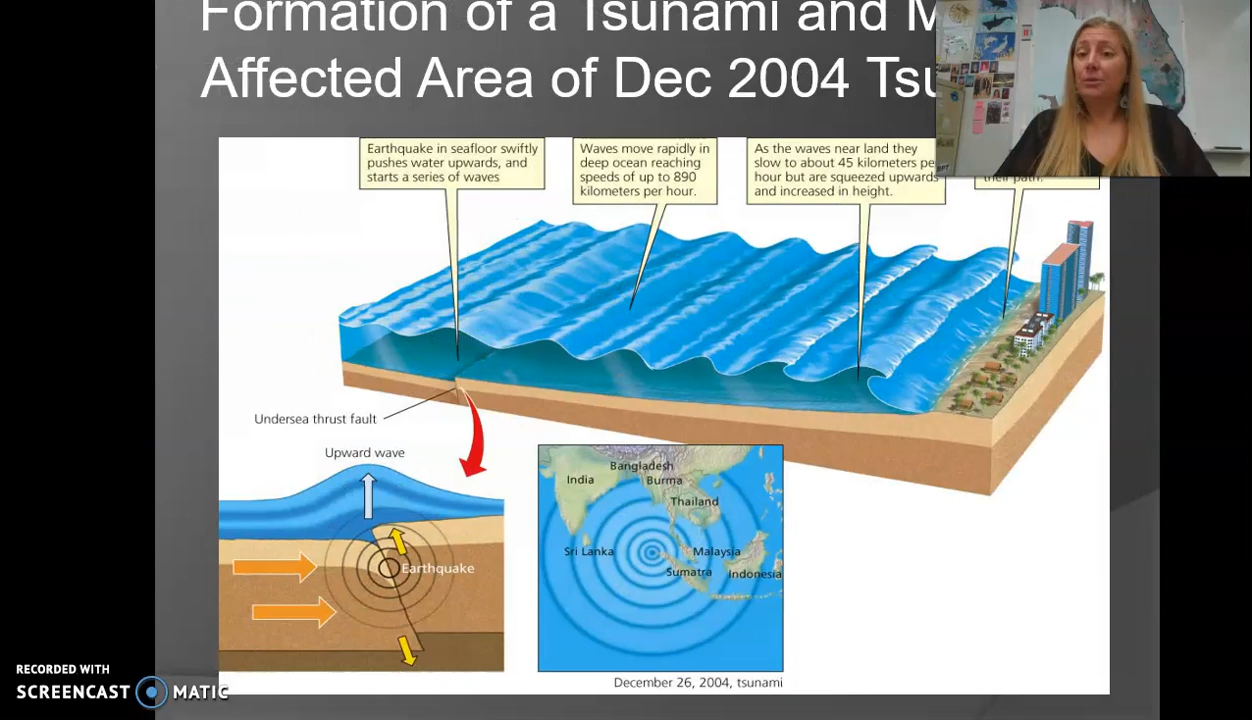 Formation of a Tsunami and M
Affected Area of Dec 2004 Tsu
Earthquake in seafloor swiftly
pushes water upwards, and
starts a series of waves
Waves move rapidly in
deep ocean reaching
speeds of up to 890
kilometers per hour.
As the waves near land they
slow to about 45 kilometers pe
hour but are squeezed upwards
and increased in height.
their path.
Undersea thrust fault
Upward wave
Earthquake
Bangladesh
India
Burma
Thailand
Sri Lanka
Malaysia
Sumatra
Indonesia
December 26, 2004, tsunami
RECORDED WITH
SCREENCAST MATIC